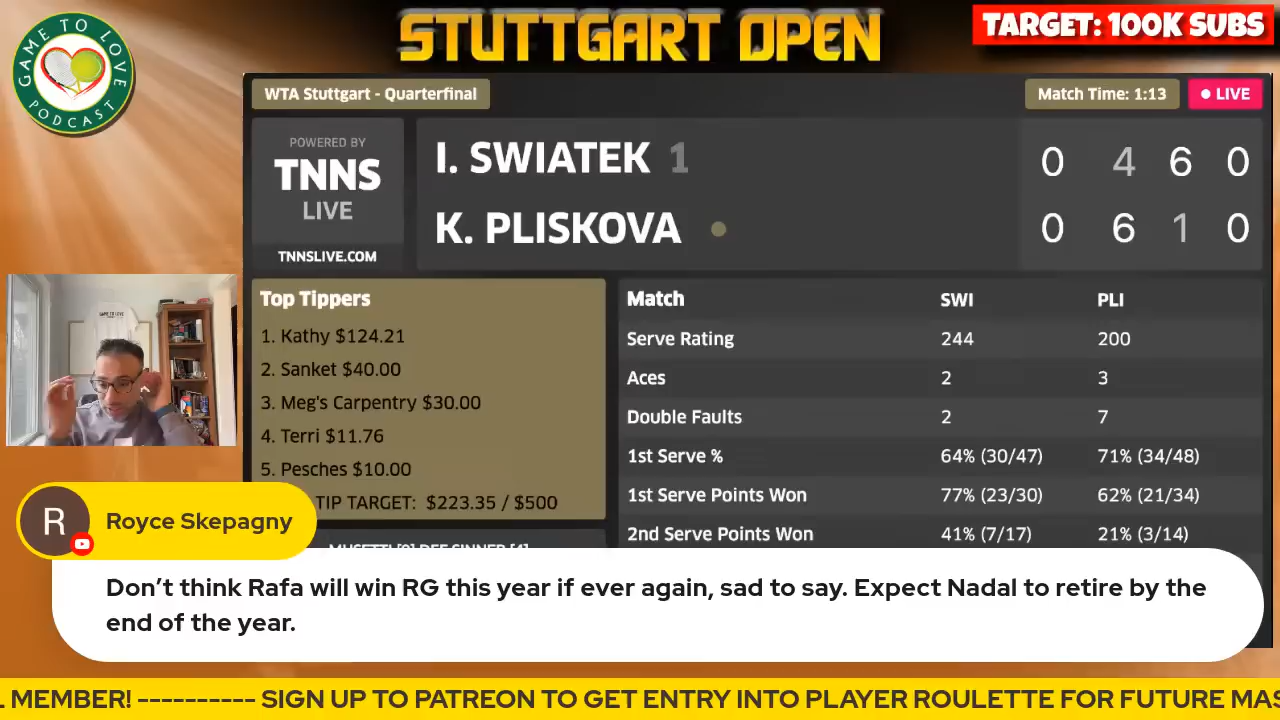 GAME TO LOVE
PODCAST
STUTTGART OPEN
TARGET: 100K SUBS
WTA Stuttgart - Quarterfinal
Match Time: 1:13
LIVE
POWERED BY
TNNS
LIVE
TNNSLIVE.COM
I. SWIATEK 1 0 4 6 0
K. PLISKOVA 0 6 1 0
Top Tippers
1. Kathy $124.21
2. Sanket $40.00
3. Meg's Carpentry $30.00
4. Terri $11.76
5. Pesches $10.00
TIP TARGET: $223.35 / $500
Match SWI PLI
Serve Rating 244 200
Aces 2 3
Double Faults 2 7
1st Serve % 64% (30/47) 71% (34/48)
1st Serve Points Won 77% (23/30) 62% (21/34)
2nd Serve Points Won 41% (7/17) 21% (3/14)
R
Royce Skepagny
Don’t think Rafa will win RG this year if ever again, sad to say. Expect Nadal to retire by the
end of the year.
L MEMBER! ---------- SIGN UP TO PATREON TO GET ENTRY INTO PLAYER ROULETTE FOR FUTURE MAS